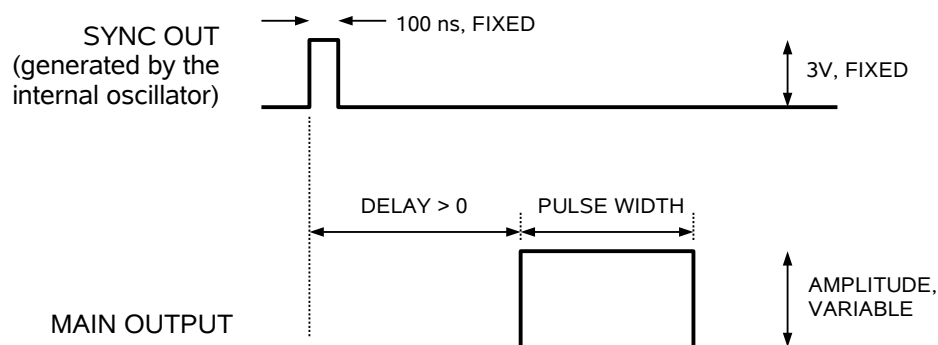 100 ns, FIXED
SYNC OUT
(generated by the
internal oscillator)
3V, FIXED
DELAY > 0
PULSE WIDTH
AMPLITUDE,
VARIABLE
MAIN OUTPUT